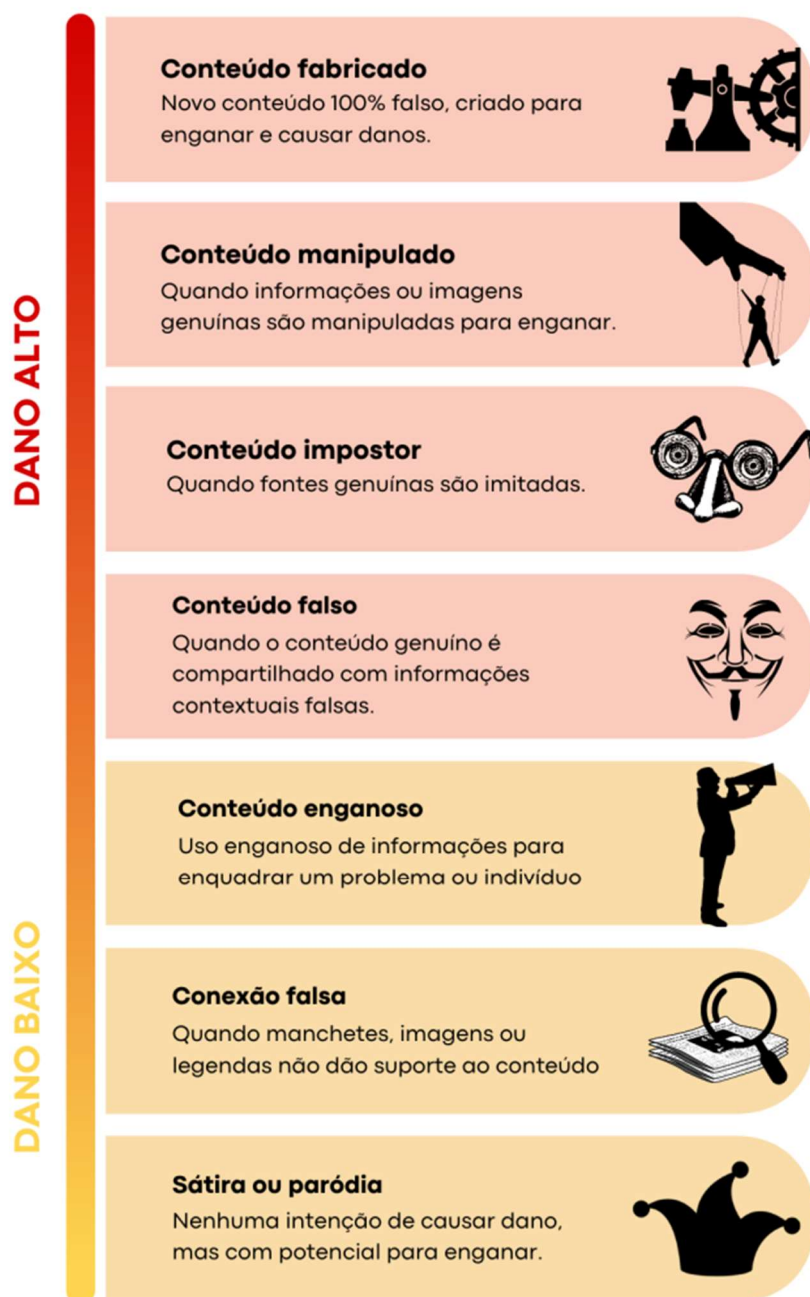 DANO ALTO
Conteúdo fabricado
Novo conteúdo 100% falso, criado para
enganar e causar danos.
Conteúdo manipulado
Quando informações ou imagens
genuínas são manipuladas para enganar.
Conteúdo impostor
Quando fontes genuínas são imitadas.
Conteúdo falso
Quando o conteúdo genuíno é
compartilhado com informações
contextuais falsas.
DANO BAIXO
Conteúdo enganoso
Uso enganoso de informações para
enquadrar um problema ou indivíduo
Conexão falsa
Quando manchetes, imagens ou
legendas não dão suporte ao conteúdo
Sátira ou paródia
Nenhuma intenção de causar dano,
mas com potencial para enganar.